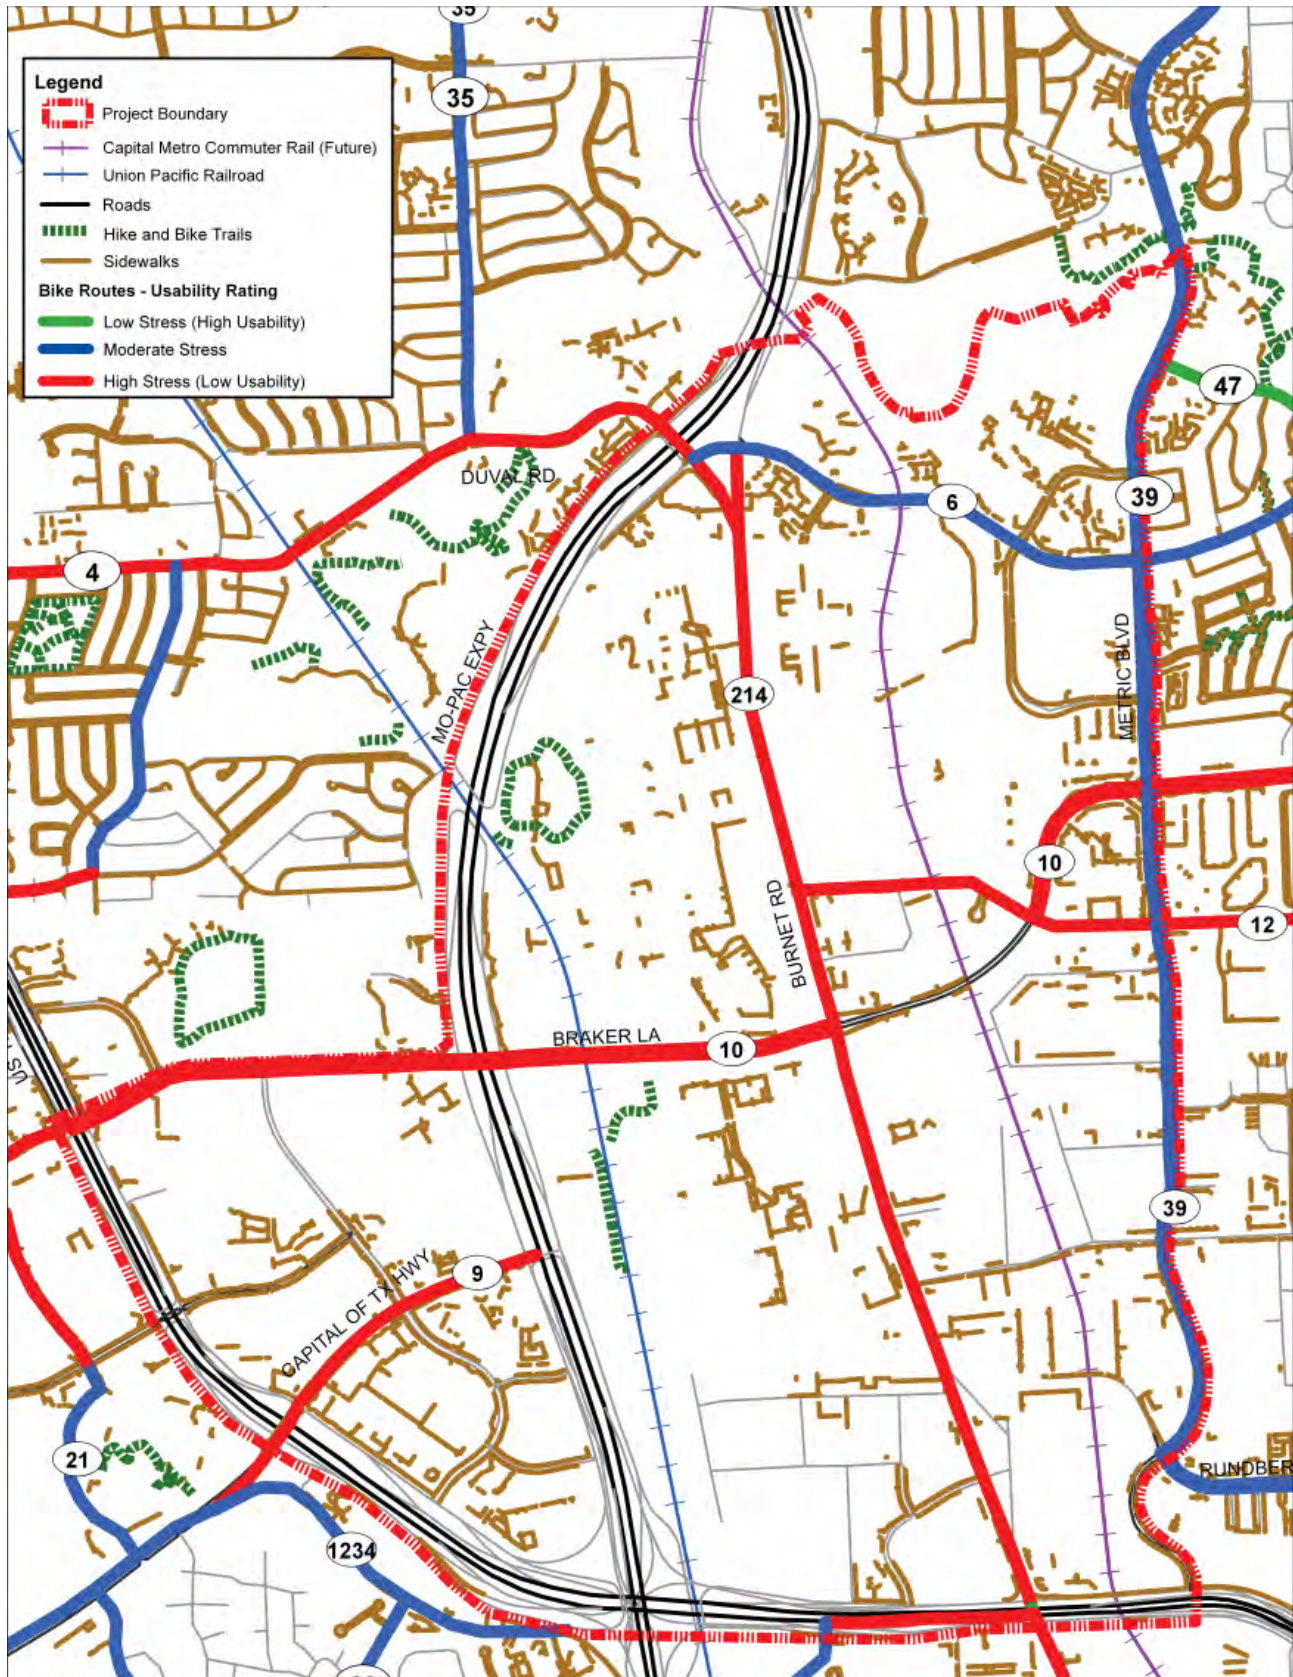 35
35
Legend
Project Boundary
Capital Metro Commuter Rail (Future)
Union Pacific Railroad
Roads
Hike and Bike Trails
Sidewalks
Bike Routes - Usability Rating
Low Stress (High Usability)
Moderate Stress
High Stress (Low Usability)
47
DUVAL RD
6
39
4
MO-PAC EXPY
METRIC BLVD
214
10
BURNET RD
12
BRAKER LA
10
US
39
9
CAPITAL OF TX HWY
21
RUNDBER
1234